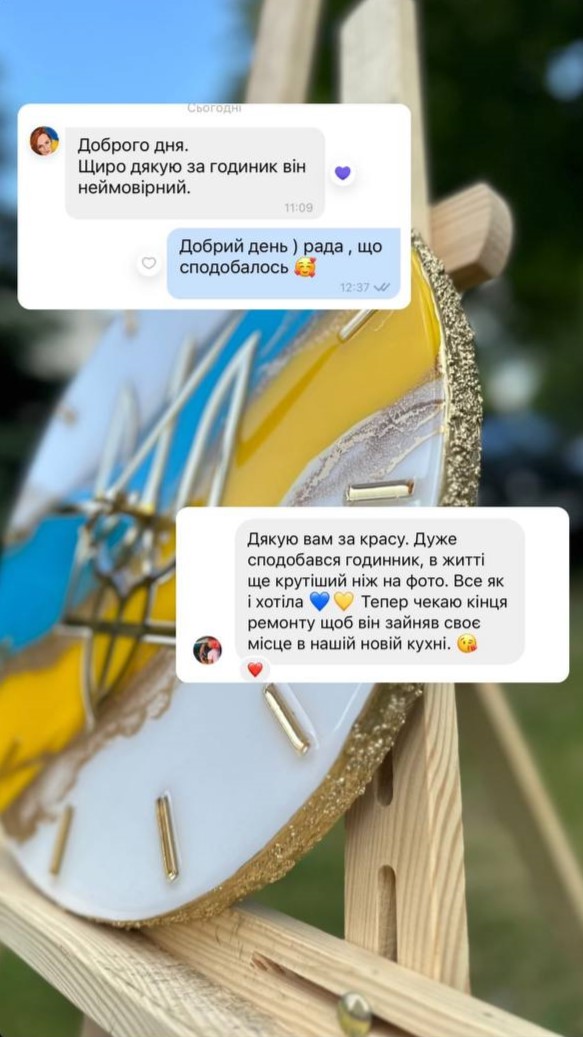 Сьогодні
Доброго дня.
Щиро дякую за годиник він
неймовірний.
11:09
Добрий день ) рада , що
сподобалось 🥰
12:37
Дякую вам за красу. Дуже
сподобався годинник, в житті
ще крутіший ніж на фото. Все як
і хотіла 💙💛 Тепер чекаю кінця
ремонту щоб він зайняв своє
місце в нашій новій кухні. 😘